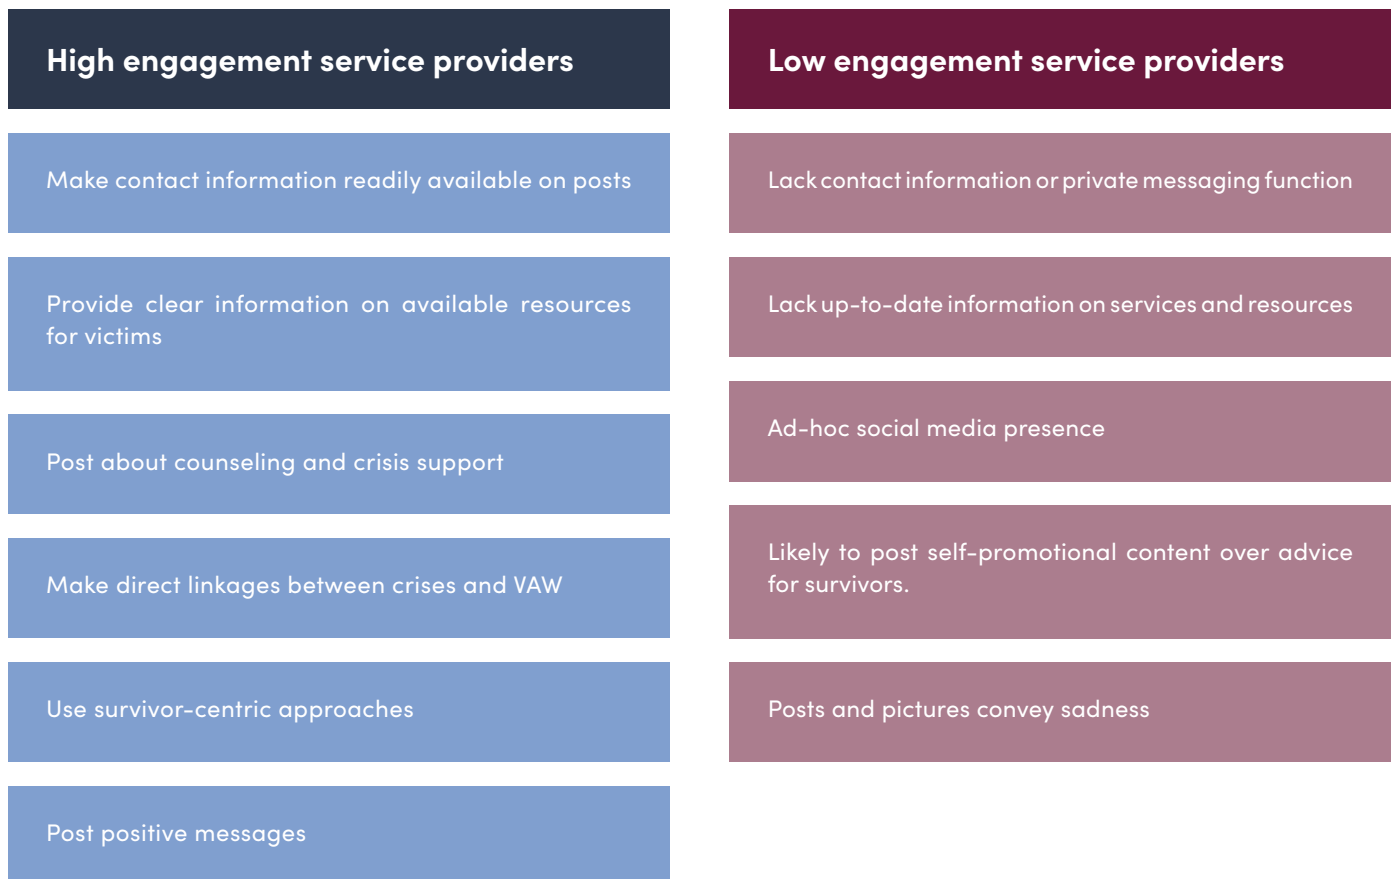 High engagement service providers
Make contact information readily available on posts
Provide clear information on available resources
for victims
Post about counseling and crisis support
Make direct linkages between crises and VAW
Use survivor-centric approaches
Post positive messages
Low engagement service providers
Lack contact information or private messaging function
Lack up-to-date information on services and resources
Ad-hoc social media presence
Likely to post self-promotional content over advice
for survivors.
Posts and pictures convey sadness